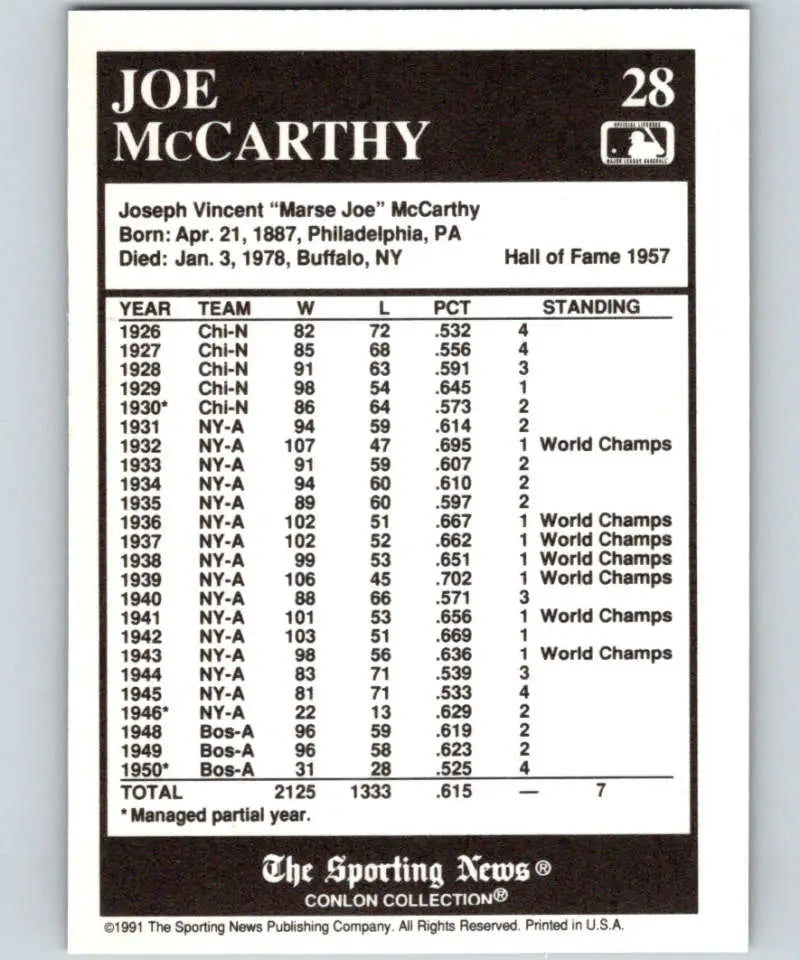 JOE 28
McCARTHY
OFFICIAL LICENSEE
MAJOR LEAGUE BASEBALL
Joseph Vincent “Marse Joe” McCarthy
Born: Apr. 21, 1887, Philadelphia, PA
Died: Jan. 3, 1978, Buffalo, NY Hall of Fame 1957
YEAR TEAM W L PCT STANDING
1926 Chi-N 82 72 .532 4
1927 Chi-N 85 68 .556 4
1928 Chi-N 91 63 .591 3
1929 Chi-N 98 54 .645 1
1930* Chi-N 86 64 .573 2
1931 NY-A 94 59 .614 2
1932 NY-A 107 47 .695 1 World Champs
1933 NY-A 91 59 .607 2
1934 NY-A 94 60 .610 2
1935 NY-A 89 60 .597 2
1936 NY-A 102 51 .667 1 World Champs
1937 NY-A 102 52 .662 1 World Champs
1938 NY-A 99 53 .651 1 World Champs
1939 NY-A 106 45 .702 1 World Champs
1940 NY-A 88 66 .571 3
1941 NY-A 101 53 .656 1 World Champs
1942 NY-A 103 51 .669 1
1943 NY-A 98 56 .636 1 World Champs
1944 NY-A 83 71 .539 3
1945 NY-A 81 71 .533 4
1946* NY-A 22 13 .629 2
1948 Bos-A 96 59 .619 2
1949 Bos-A 96 58 .623 2
1950* Bos-A 31 28 .525 4
TOTAL 2125 1333 .615 — 7
*Managed partial year.
The Sporting News®
CONLON COLLECTION®
©1991 The Sporting News Publishing Company. All Rights Reserved. Printed in U.S.A.